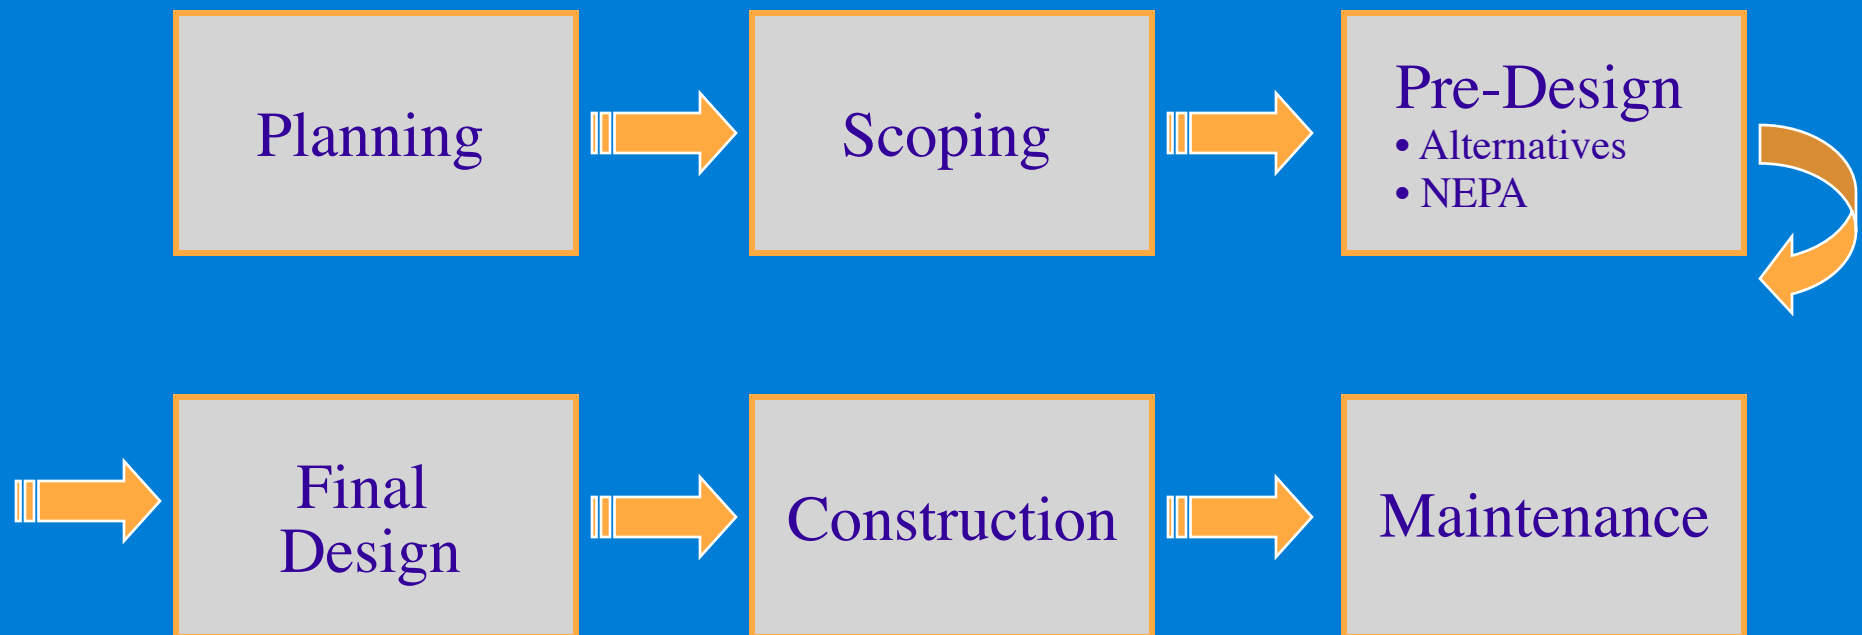 Planning
Scoping
Pre-Design
• Alternatives
• NEPA
Final
Design
Construction
Maintenance